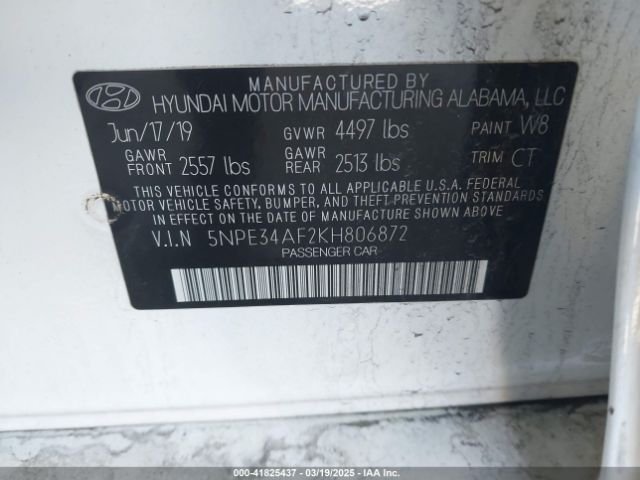 MANUFACTURED BY
HYUNDAI MOTOR MANUFACTURING ALABAMA, LLC
Jun/17/19 GVWR 4497 lbs PAINT W8
GAWR FRONT 2557 lbs GAWR REAR 2513 lbs TRIM CT
THIS VEHICLE CONFORMS TO ALL APPLICABLE U.S.A. FEDERAL
MOTOR VEHICLE SAFETY, BUMPER, AND THEFT PREVENTION STANDARDS
IN EFFECT ON THE DATE OF MANUFACTURE SHOWN ABOVE.
V.I.N 5NPE34AF2KH806872
PASSENGER CAR
000-41825437 - 03/19/2025 - IAA. COPYRIGHT